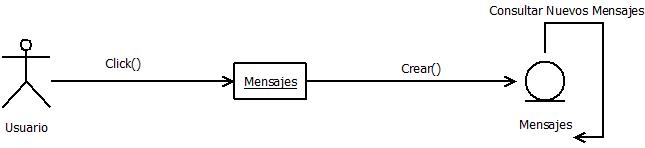 Consultar Nuevos Mensajes
Click()
Crear()
Mensajes
Mensajes
Usuario